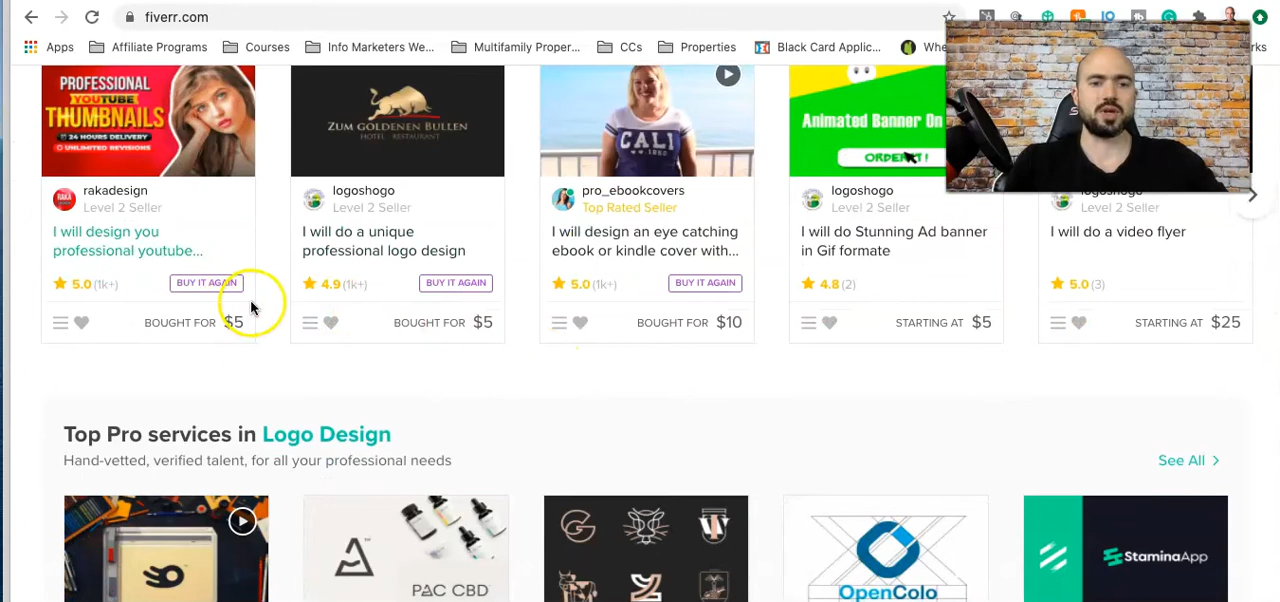 fiverr.com
Apps
Affiliate Programs
Courses
Info Marketers We...
Multifamily Proper...
CCs
Properties
Black Card Applic...
PROFESSIONAL
YOUTUBE
THUMBNAILS
24 HOURS DELIVERY
UNLIMITED REVISIONS
ZUM GOLDENEN BULLEN
HOTEL · RESTAURANT
CALI
Animated Banner On
ORDER IT!
rakadesign
Level 2 Seller
I will design you
professional youtube...
5.0 (1k+)
BUY IT AGAIN
BOUGHT FOR $5
logoshogo
Level 2 Seller
I will do a unique
professional logo design
4.9 (1k+)
BUY IT AGAIN
BOUGHT FOR $5
pro_ebookcovers
Top Rated Seller
I will design an eye catching
ebook or kindle cover with...
5.0 (1k+)
BUY IT AGAIN
BOUGHT FOR $10
logoshogo
Level 2 Seller
I will do Stunning Ad banner
in Gif formate
4.8 (2)
STARTING AT $5
logoshogo
Level 2 Seller
I will do a video flyer
5.0 (3)
STARTING AT $25
Top Pro services in Logo Design
Hand-vetted, verified talent, for all your professional needs
See All
PAC CBD
OpenColo
StaminaApp